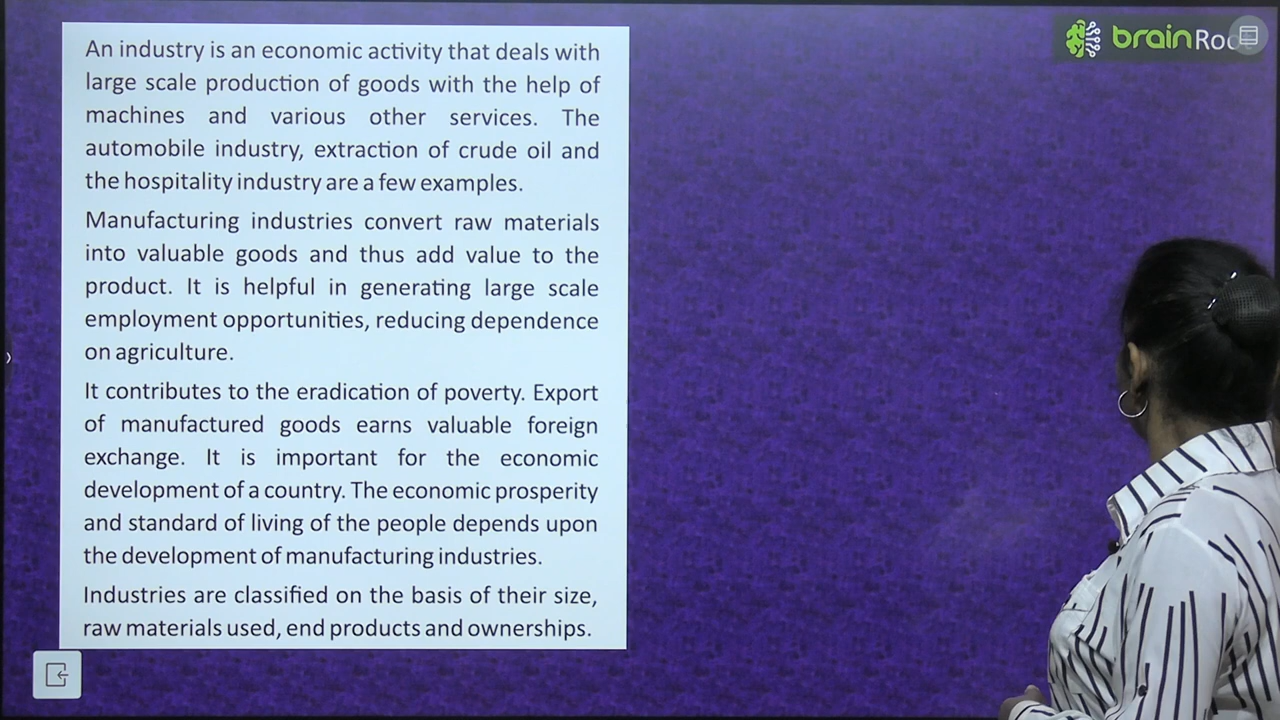 An industry is an economic activity that deals with
large scale production of goods with the help of
machines and various other services. The
automobile industry, extraction of crude oil and
the hospitality industry are a few examples.
Manufacturing industries convert raw materials
into valuable goods and thus add value to the
product. It is helpful in generating large scale
employment opportunities, reducing dependence
on agriculture.
It contributes to the eradication of poverty. Export
of manufactured goods earns valuable foreign
exchange. It is important for the economic
development of a country. The economic prosperity
and standard of living of the people depends upon
the development of manufacturing industries.
Industries are classified on the basis of their size,
raw materials used, end products and ownerships.
brain